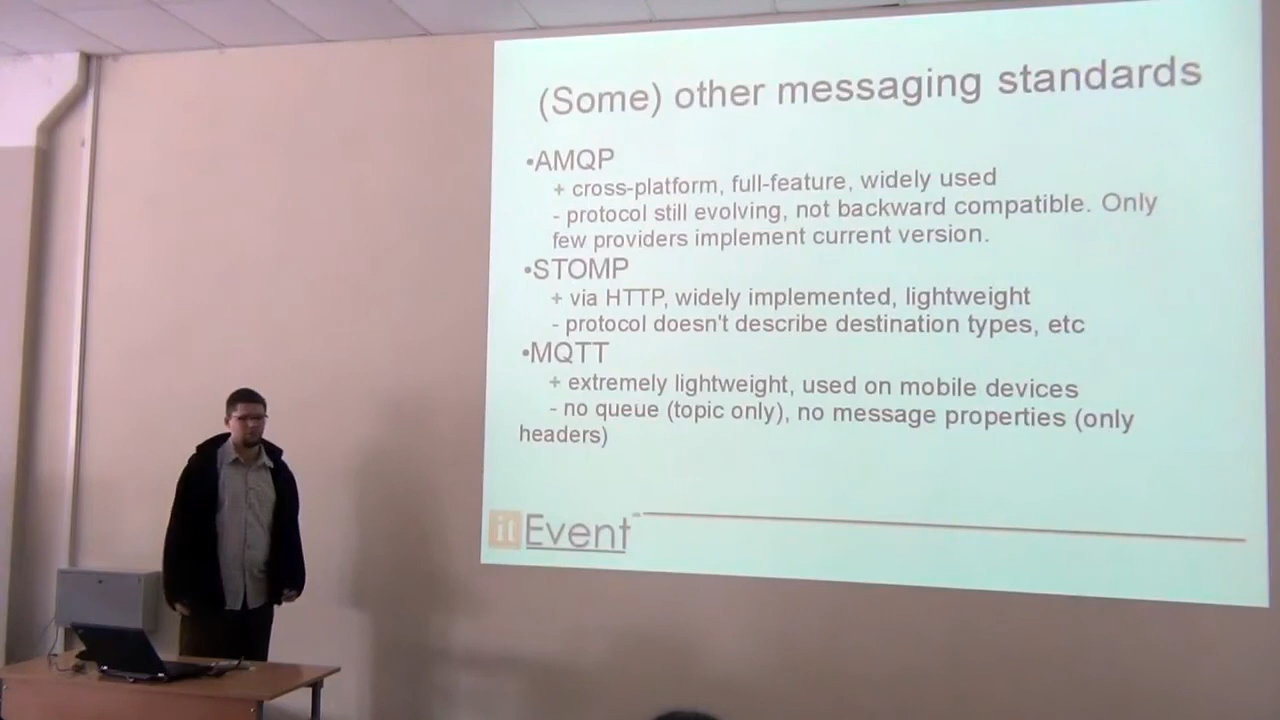 (Some) other messaging standards
•AMQP
+ cross-platform, full-feature, widely used
- protocol still evolving, not backward compatible. Only
few providers implement current version.
•STOMP
+ via HTTP, widely implemented, lightweight
- protocol doesn't describe destination types, etc
•MQTT
+ extremely lightweight, used on mobile devices
- no queue (topic only), no message properties (only
headers)
it Event